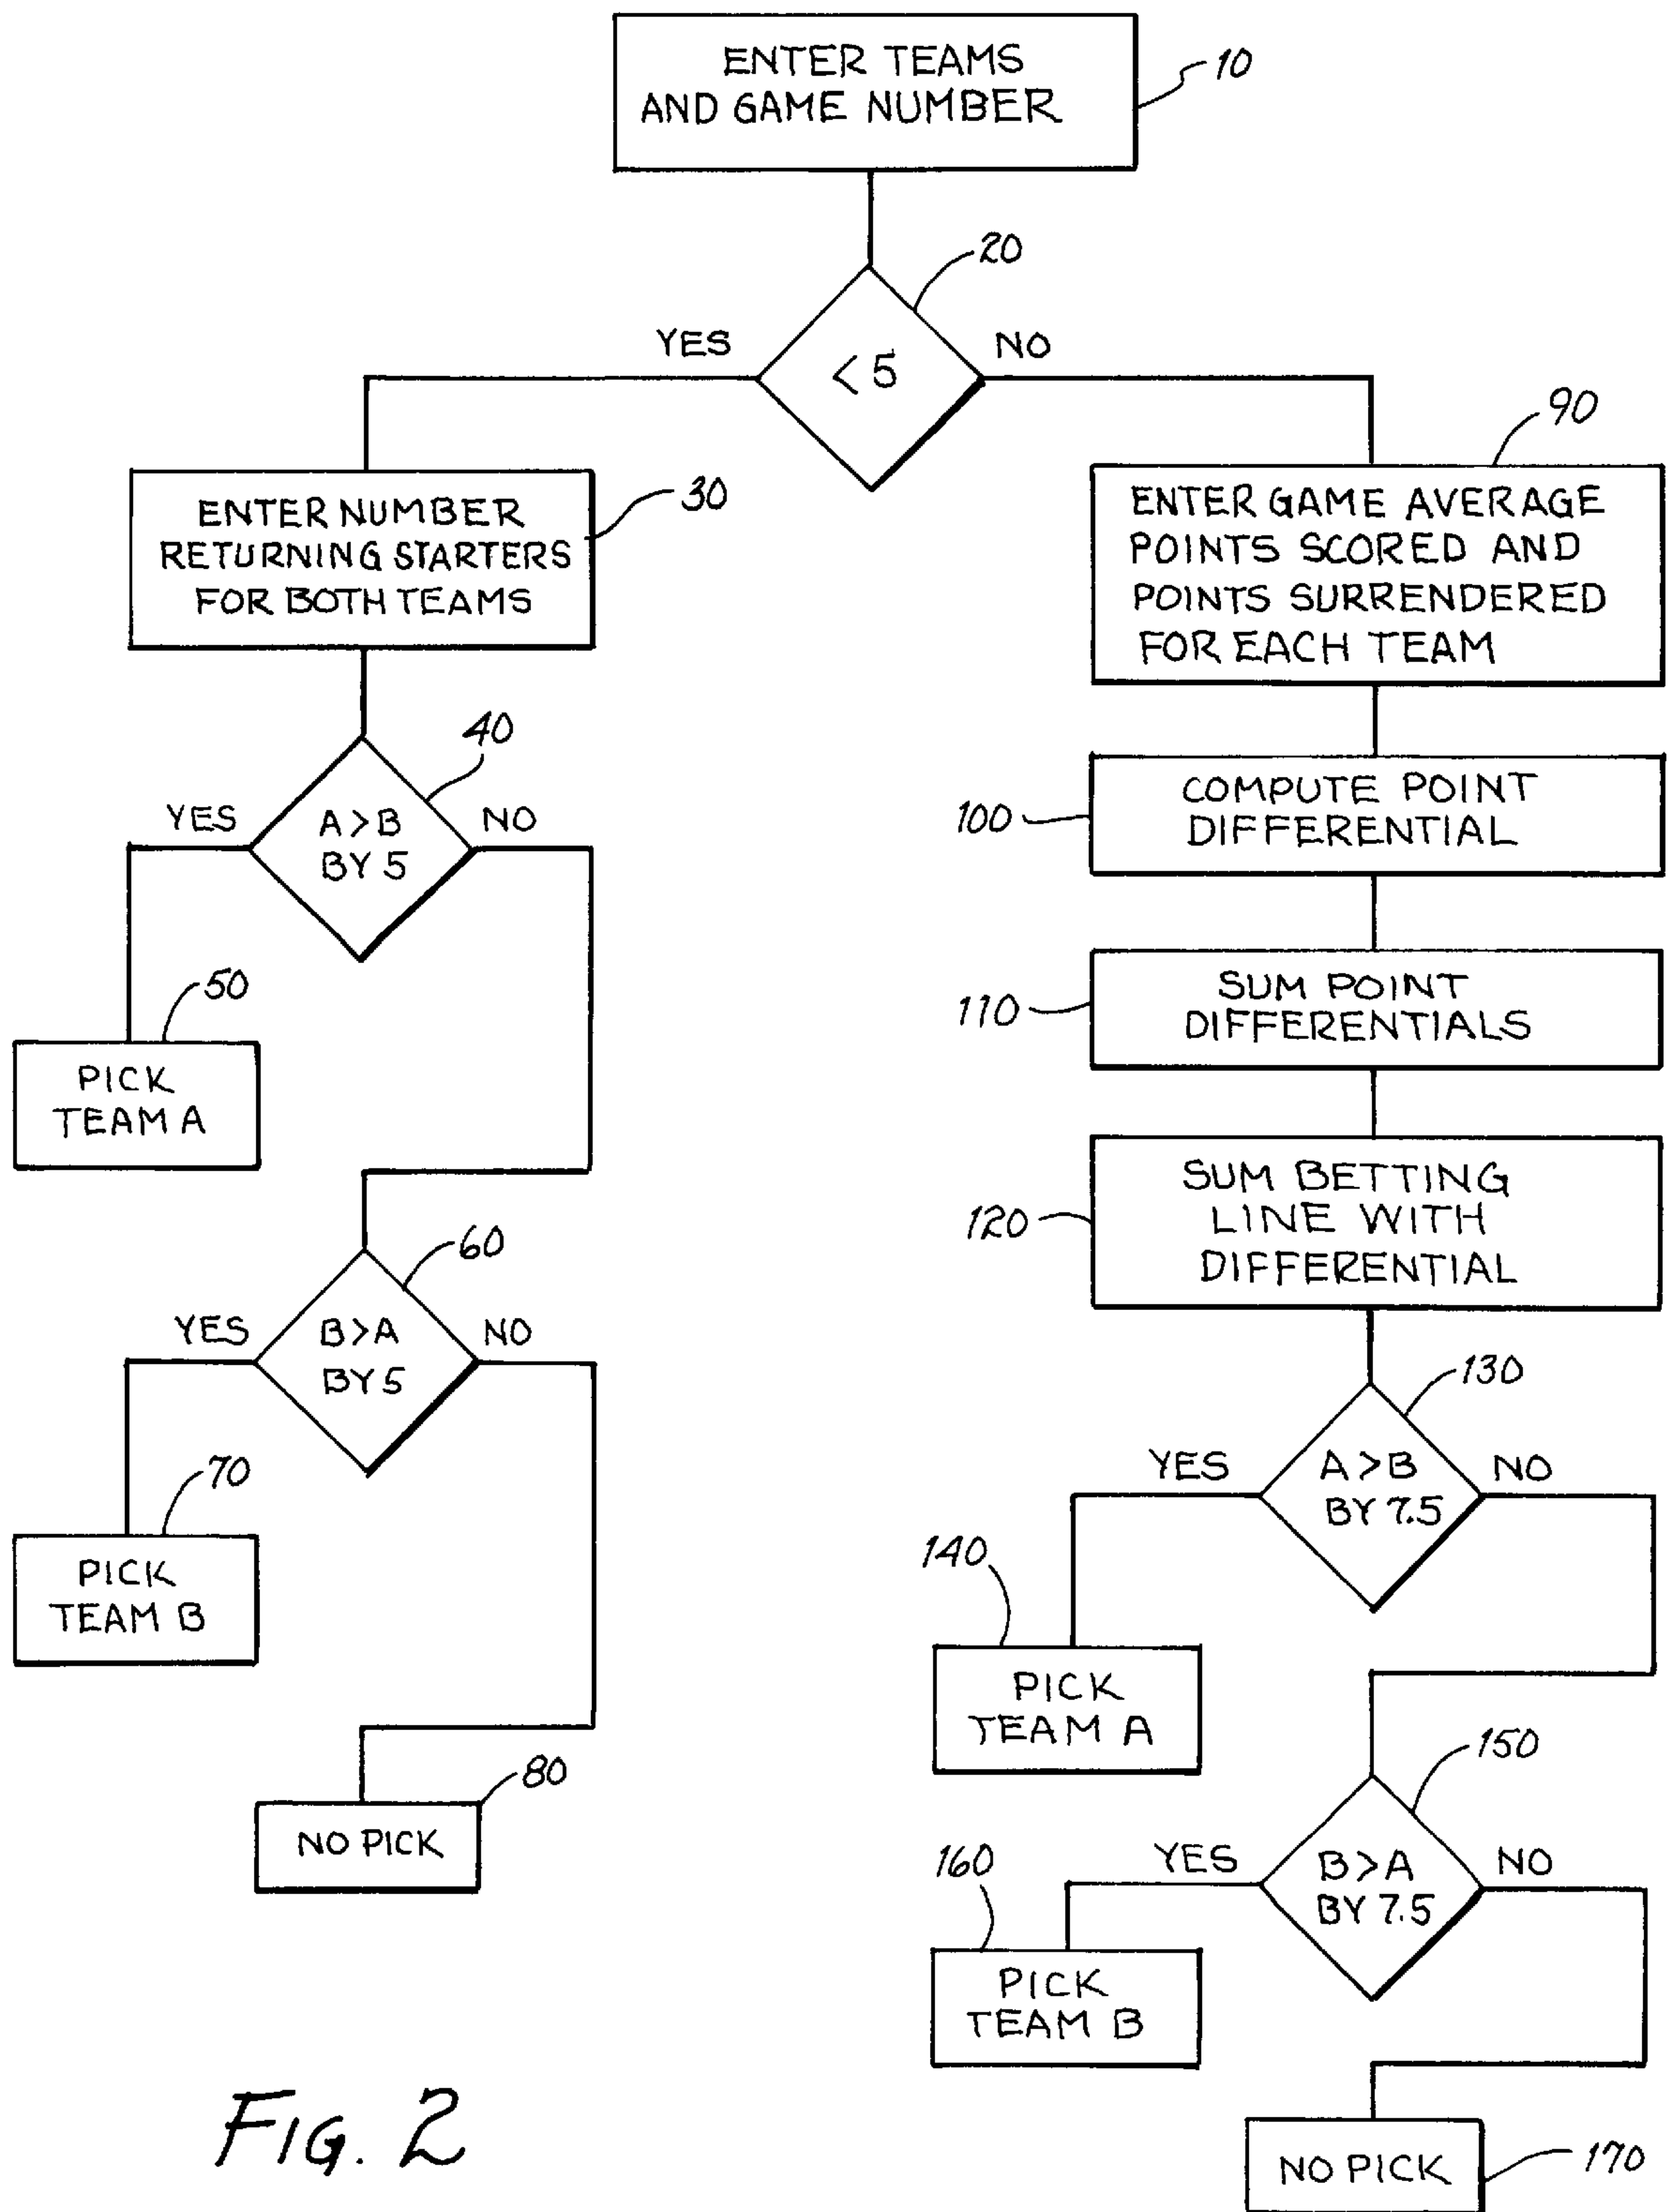 ENTER TEAMS
AND GAME NUMBER
10
20
YES
< 5
NO
30
ENTER NUMBER
RETURNING STARTERS
FOR BOTH TEAMS
40
YES
A > B
BY 5
NO
50
PICK
TEAM A
60
YES
B > A
BY 5
NO
70
PICK
TEAM B
80
NO PICK
90
ENTER GAME AVERAGE
POINTS SCORED AND
POINTS SURRENDERED
FOR EACH TEAM
100
COMPUTE POINT
DIFFERENTIAL
110
SUM POINT
DIFFERENTIALS
120
SUM BETTING
LINE WITH
DIFFERENTIAL
130
YES
A > B
BY 7.5
NO
140
PICK
TEAM A
150
YES
B > A
BY 7.5
NO
160
PICK
TEAM B
170
NO PICK
FIG. 2